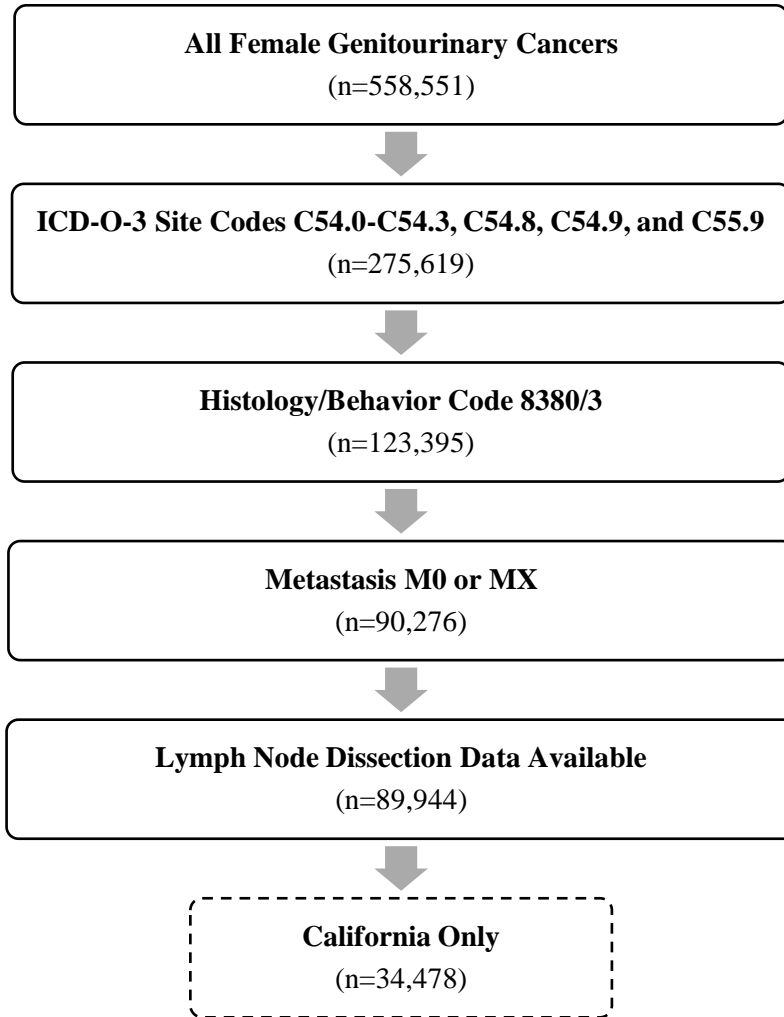 All Female Genitourinary Cancers
(n=558,551)
ICD-O-3 Site Codes C54.0-C54.3, C54.8, C54.9, and C55.9
(n=275,619)
Histology/Behavior Code 8380/3
(n=123,395)
Metastasis M0 or MX
(n=90,276)
Lymph Node Dissection Data Available
(n=89,944)
California Only
(n=34,478)